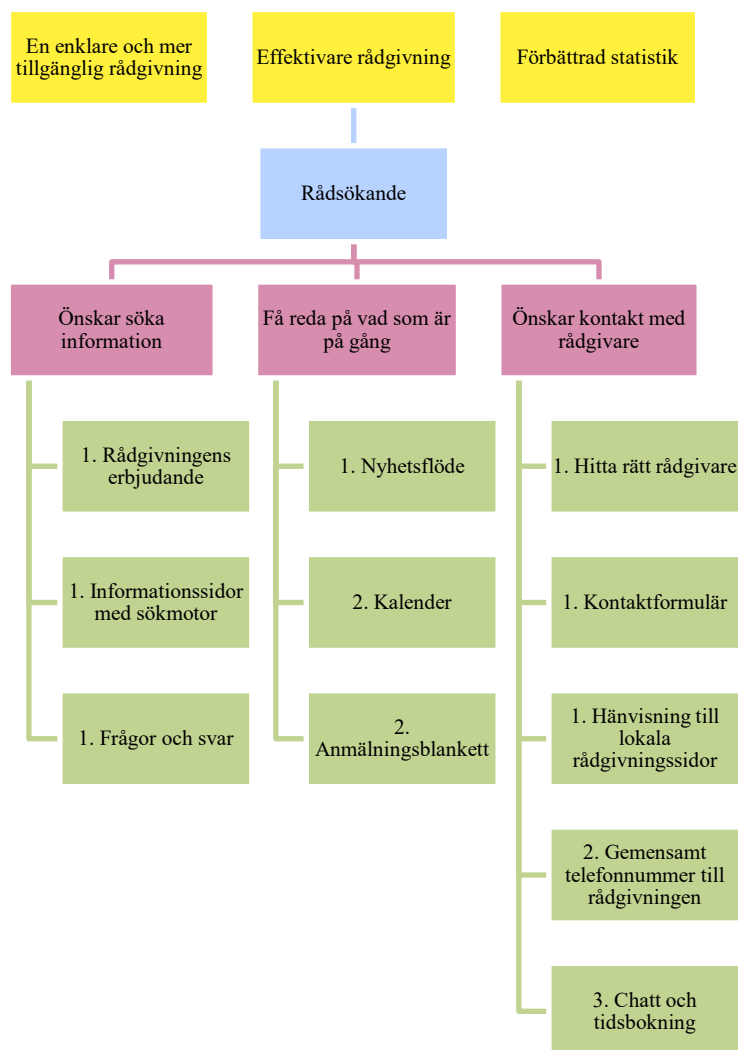 En enklare och mer
tillgänglig rådgivning
Effektivare rådgivning
Förbättrad statistik
Rådsökande
Önskar söka
information
Få reda på vad som är
på gång
Önskar kontakt med
rådgivare
1. Rådgivningens
erbjudande
1. Informationssidor
med sökmotor
1. Frågor och svar
1. Nyhetsflöde
2. Kalender
2.
Anmälningsblankett
1. Hitta rätt rådgivare
1. Kontaktformulär
1. Hänvisning till
lokala
rådgivningssidor
2. Gemensamt
telefonnummer till
rådgivningen
3. Chatt och
tidsbokning